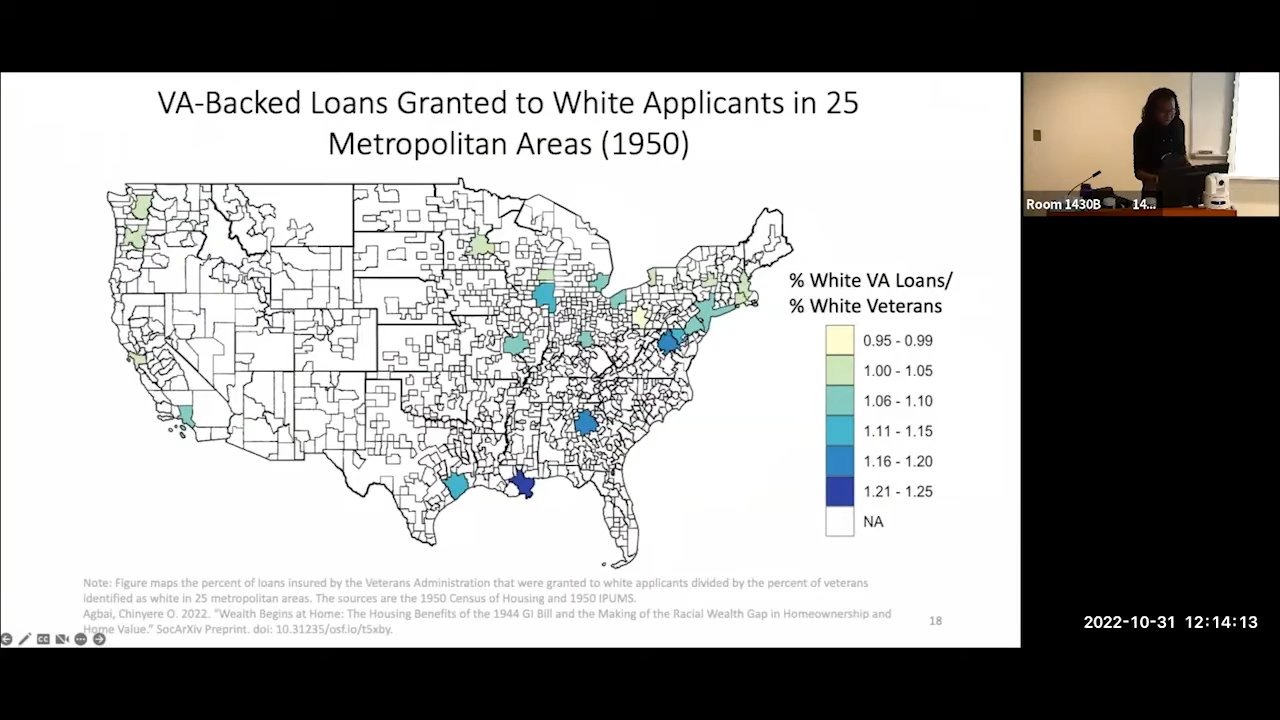 VA-Backed Loans Granted to White Applicants in 25
Metropolitan Areas (1950)
% White VA Loans/
% White Veterans
0.95 - 0.99
1.00 - 1.05
1.06 - 1.10
1.11 - 1.15
1.16 - 1.20
1.21 - 1.25
NA
Note: Figure maps the percent of loans insured by the Veterans Administration that were granted to white applicants divided by the percent of veterans
identified as white in 25 metropolitan areas. The sources are the 1950 Census of Housing and 1950 IPUMS.
Agbai, Chinyere O. 2022. “Wealth Begins at Home: The Housing Benefits of the 1944 GI Bill and the Making of the Racial Wealth Gap in Homeownership and
Home Value.” SocArXiv Preprint. doi: 10.31235/osf.io/t5xby.
18
Room 1430B
14...
2022-10-31 12:14:13